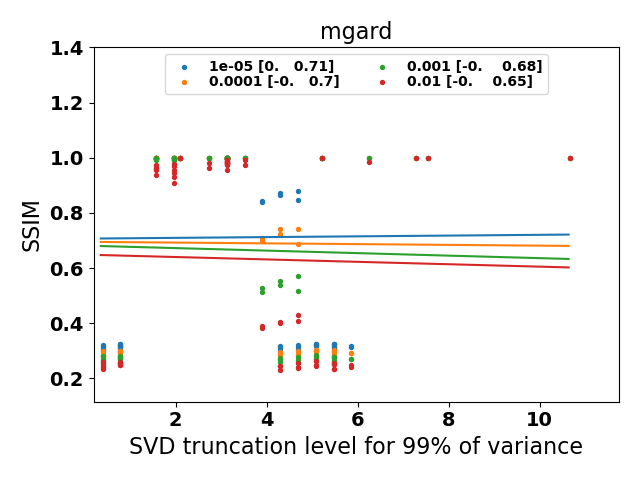 mgard
1e-05 [0.   0.71]
0.0001 [-0.   0.7]
0.001 [-0.    0.68]
0.01 [-0.    0.65]
SSIM
1.4
1.2
1.0
0.8
0.6
0.4
0.2
2 4 6 8 10
SVD truncation level for 99% of variance